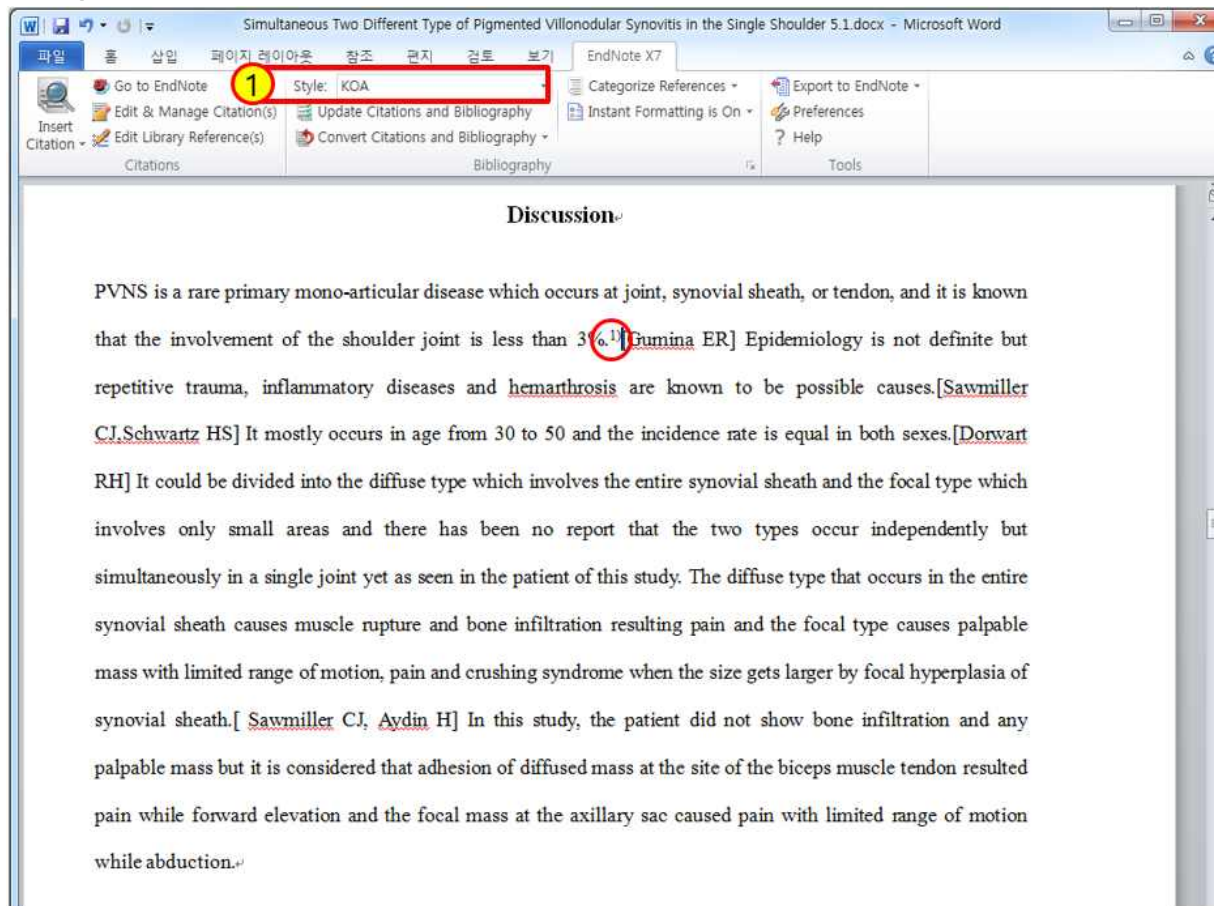 Simultaneous Two Different Type of Pigmented Villonodular Synovitis in the Single Shoulder 5.1.docx - Microsoft Word
파일 홈 삽입 페이지 레이아웃 참조 편지 검토 보기 EndNote X7
Go to EndNote 1 Style: KOA Categorize References Export to EndNote
Edit & Manage Citation(s) Update Citations and Bibliography Instant Formatting is On Preferences
Insert Citation Edit Library Reference(s) Convert Citations and Bibliography ? Help
Citations Bibliography Tools
Discussion
PVNS is a rare primary mono-articular disease which occurs at joint, synovial sheath, or tendon, and it is known
that the involvement of the shoulder joint is less than 3%.1)[Gumina ER] Epidemiology is not definite but
repetitive trauma, inflammatory diseases and hemarthrosis are known to be possible causes.[Sawmiller
CJ,Schwartz HS] It mostly occurs in age from 30 to 50 and the incidence rate is equal in both sexes.[Dorwart
RH] It could be divided into the diffuse type which involves the entire synovial sheath and the focal type which
involves only small areas and there has been no report that the two types occur independently but
simultaneously in a single joint yet as seen in the patient of this study. The diffuse type that occurs in the entire
synovial sheath causes muscle rupture and bone infiltration resulting pain and the focal type causes palpable
mass with limited range of motion, pain and crushing syndrome when the size gets larger by focal hyperplasia of
synovial sheath.[ Sawmiller CJ, Aydin H] In this study, the patient did not show bone infiltration and any
palpable mass but it is considered that adhesion of diffused mass at the site of the biceps muscle tendon resulted
pain while forward elevation and the focal mass at the axillary sac caused pain with limited range of motion
while abduction.